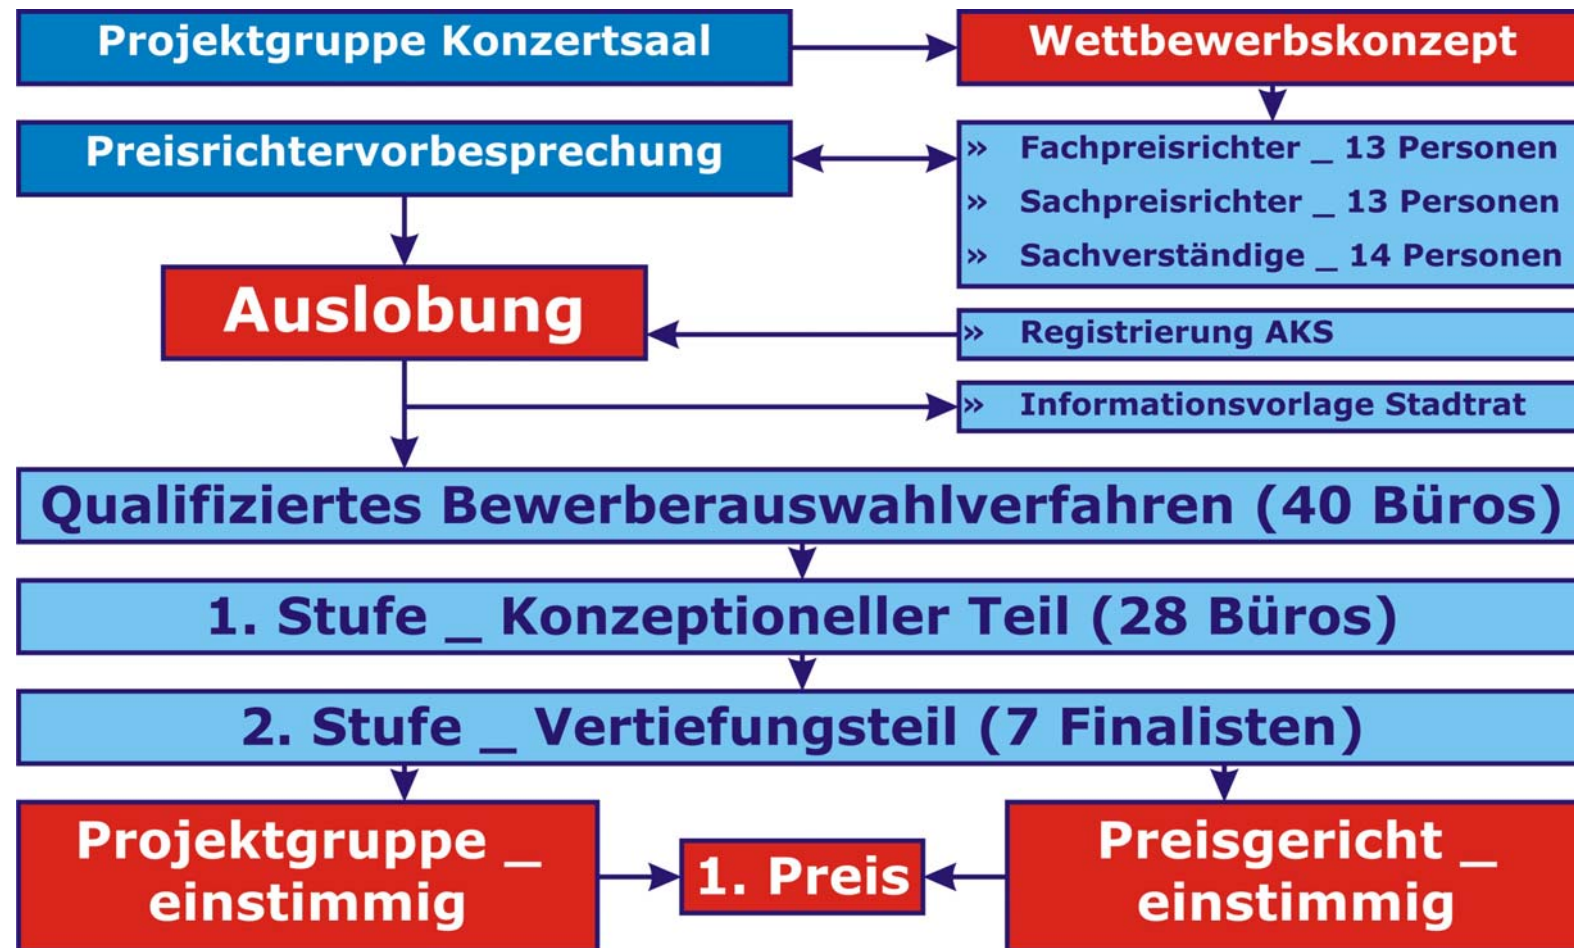 Projektgruppe Konzertsaal
Wettbewerbskonzept
Preisrichtervorbesprechung
» Fachpreisrichter _ 13 Personen
» Sachpreisrichter _ 13 Personen
» Sachverständige _ 14 Personen
Auslobung
» Registrierung AKS
» Informationsvorlage Stadtrat
Qualifiziertes Bewerberauswahlverfahren (40 Büros)
1. Stufe _ Konzeptioneller Teil (28 Büros)
2. Stufe _ Vertiefungsteil (7 Finalisten)
Projektgruppe _
einstimmig
1. Preis
Preisgericht _
einstimmig